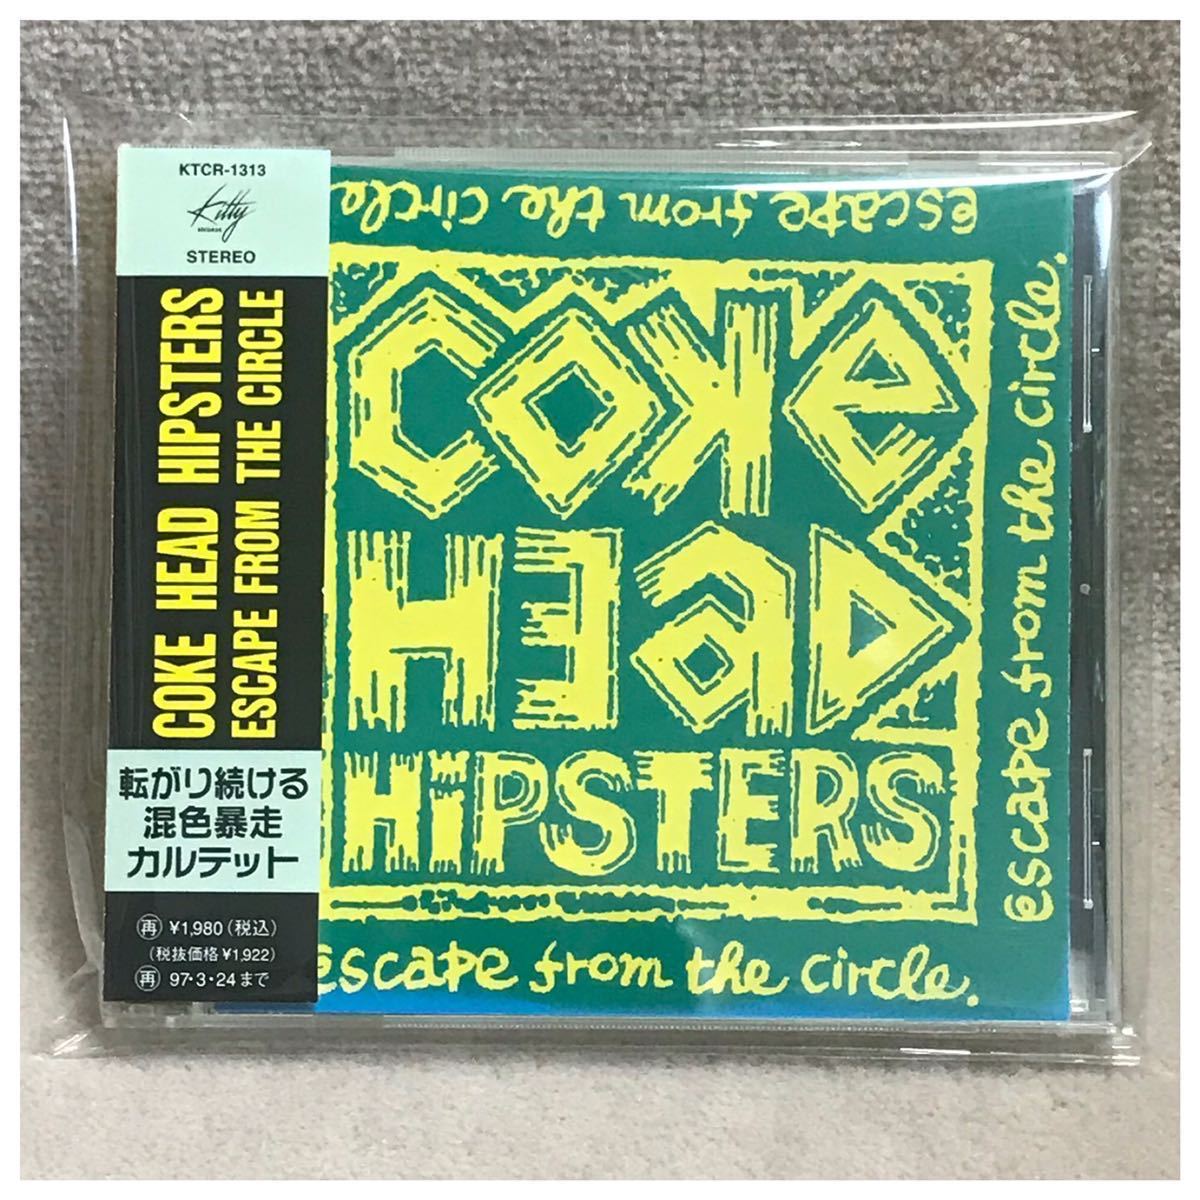 KTCR-1313
Kitty
STEREO
COKE HEAD HIPSTERS
ESCAPE FROM THE CIRCLE
転がり続ける
混色暴走
カルテット
再 ¥1,980(税込)
(税抜価格¥1,922)
再 97・3・24まで
escape from the circle.
COKe
HEaD
HiPSTERS
escape from the circle.
escape from the circle.